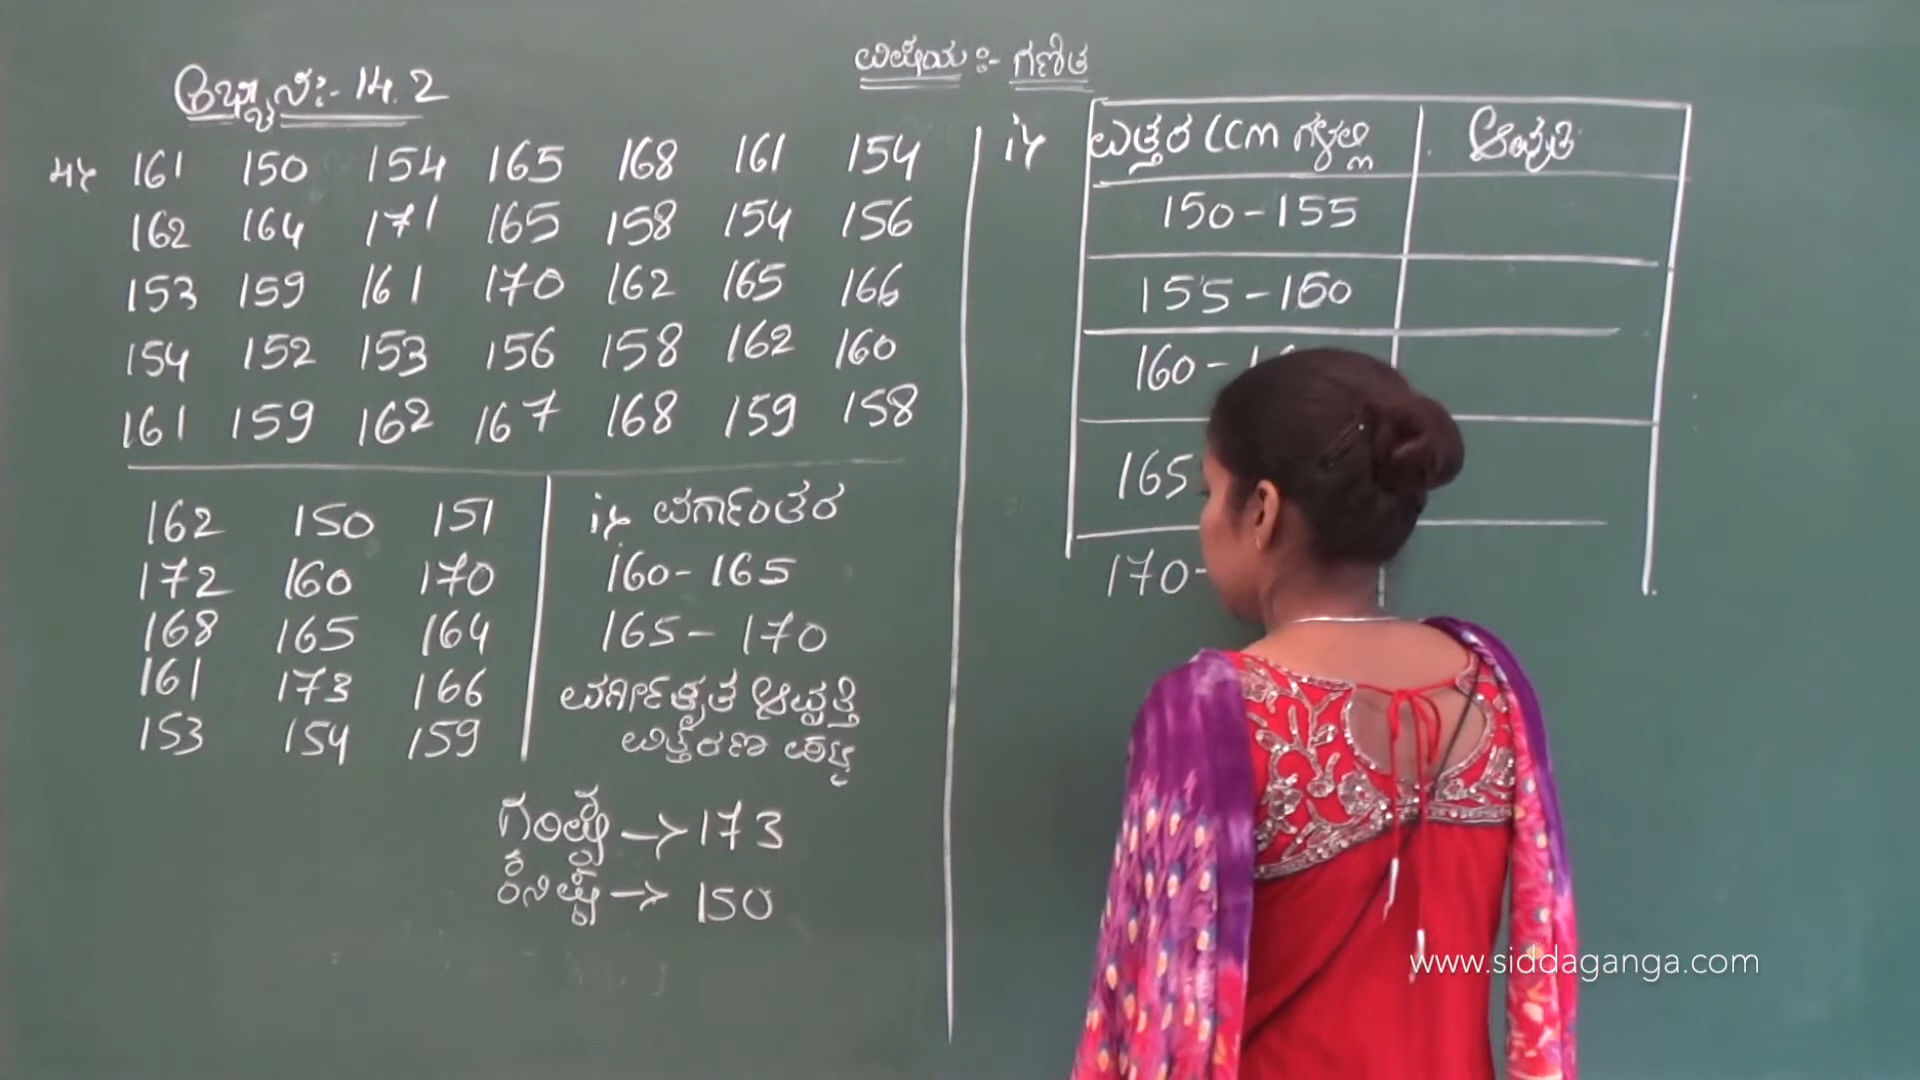 ಅಭ್ಯಾಸ:- 14.2
ವಿಷಯ :- ಗಣಿತ
4) 161 150 154 165 168 161 154
162 164 171 165 158 154 156
153 159 161 170 162 165 166
154 152 153 156 158 162 160
161 159 162 167 168 159 158
162 150 151
172 160 170
168 165 164
161 173 166
153 154 159
i) ವರ್ಗಾಂತರ
160-165
165-170
ವರ್ಗೀಕೃತ ಆವೃತ್ತಿ
ವಿತರಣಾ ಪಟ್ಟಿ
ಗರಿಷ್ಠ -> 173
ಕನಿಷ್ಠ -> 150
i) ಎತ್ತರ (cm ಗಳಲ್ಲಿ ಆವೃತ್ತಿ
150-155
155-160
160-
165
170-
www.siddaganga.com